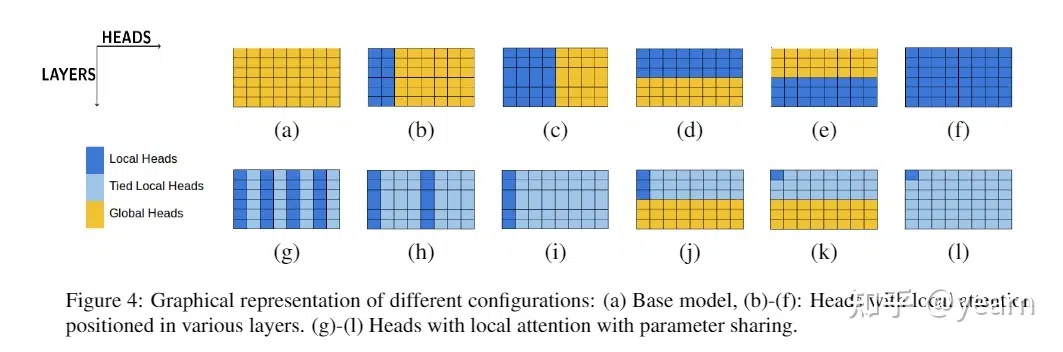 HEADS
LAYERS
(a) (b) (c) (d) (e) (f)
Local Heads
Tied Local Heads
Global Heads
(g) (h) (i) (j) (k) (l)
Figure 4: Graphical representation of different configurations: (a) Base model, (b)-(f): Heads with local attention
positioned in various layers. (g)-(l) Heads with local attention with parameter sharing.
知乎 @yearn